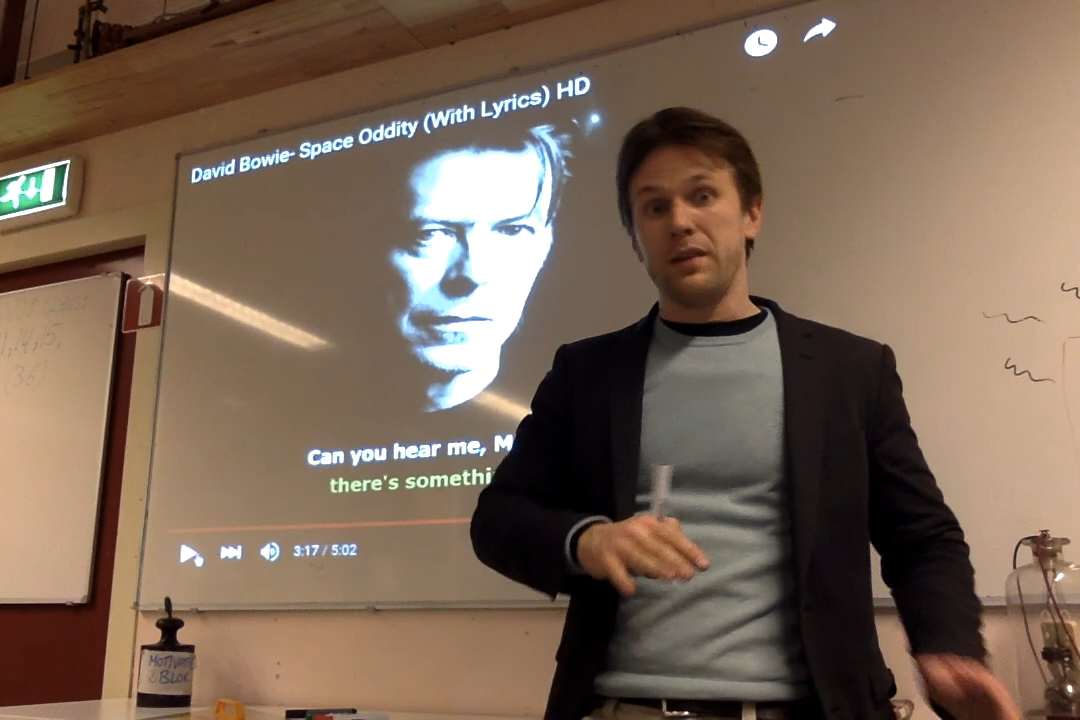 David Bowie- Space Oddity (With Lyrics) HD
Can you hear me, M
there's somethi
3:17 / 5:02
MOTIVATIE
BLOK